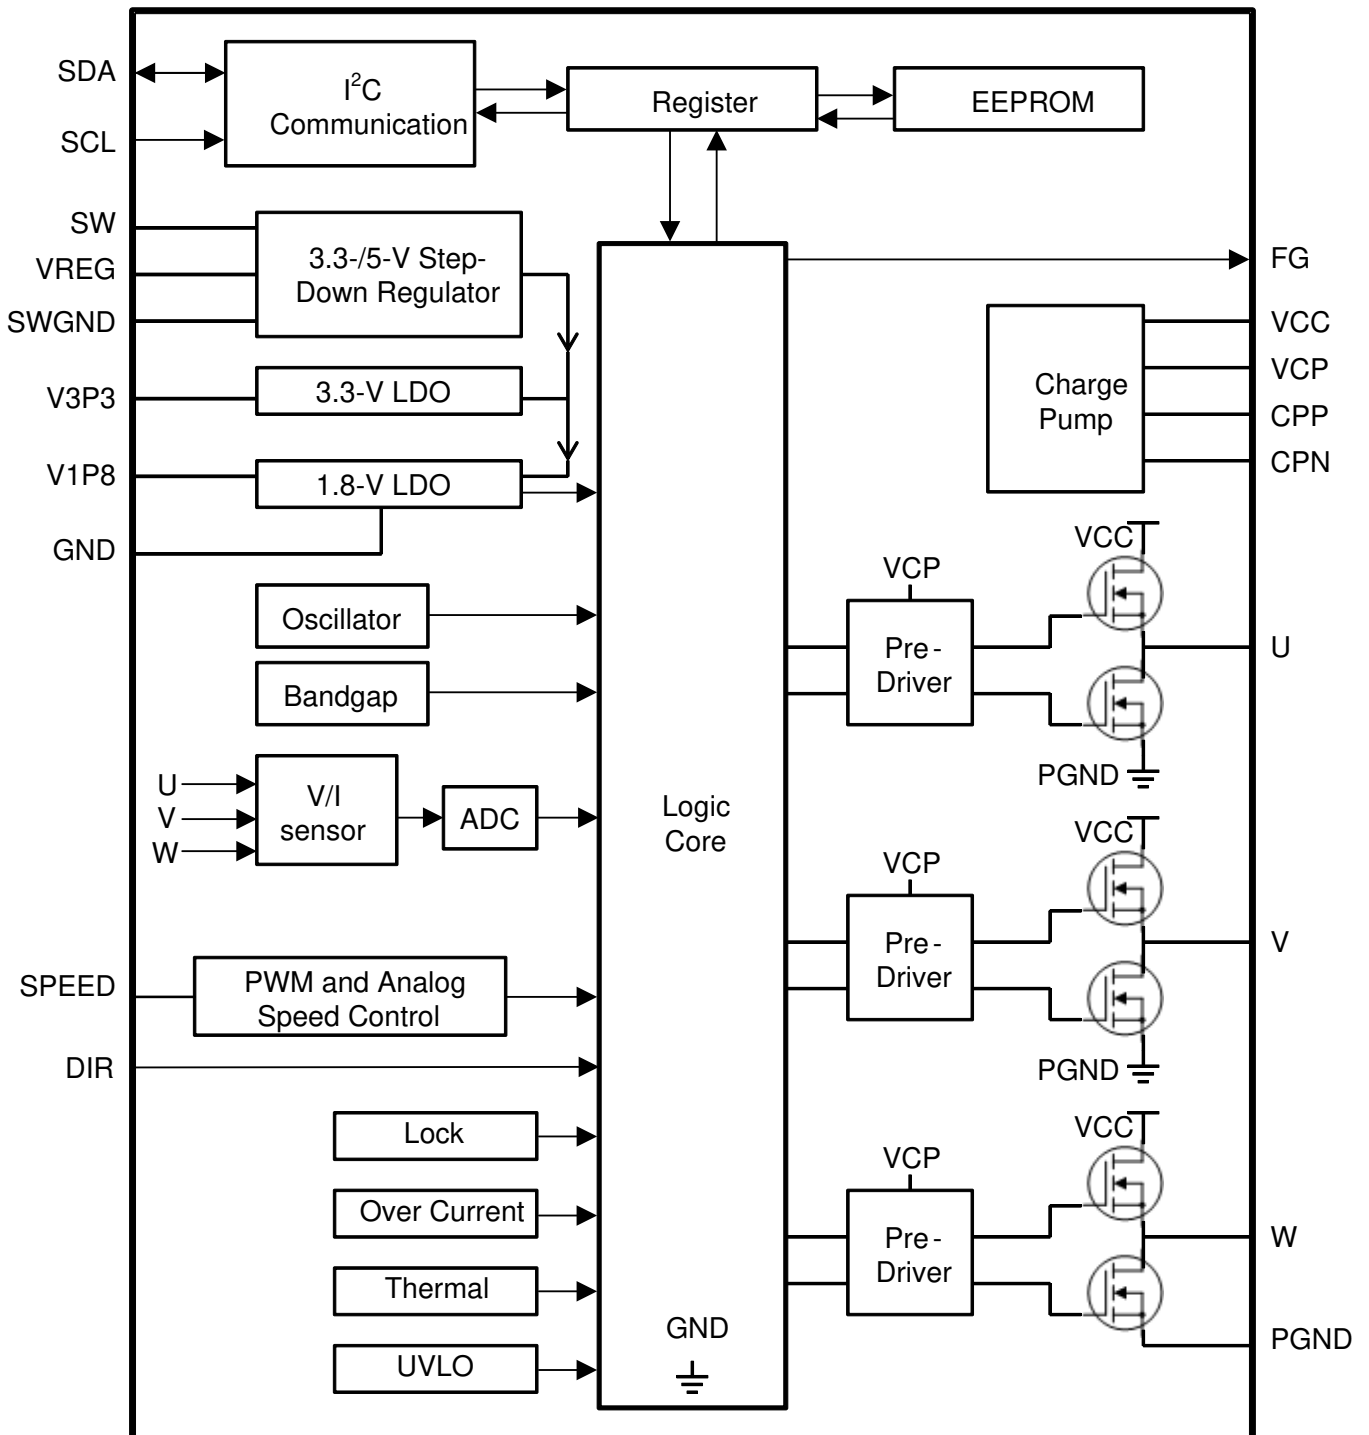 SDA
SCL
I²C
Communication
Register
EEPROM
SW
VREG
SWGND
3.3-/5-V Step-
Down Regulator
V3P3
3.3-V LDO
V1P8
1.8-V LDO
GND
Oscillator
Bandgap
U
V
W
V/I
sensor
ADC
SPEED
PWM and Analog
Speed Control
DIR
Lock
Over Current
Thermal
UVLO
Logic
Core
GND
FG
Charge
Pump
VCC
VCP
CPP
CPN
VCP
Pre-
Driver
VCC
U
PGND
VCP
Pre-
Driver
VCC
V
PGND
VCP
Pre-
Driver
VCC
W
PGND